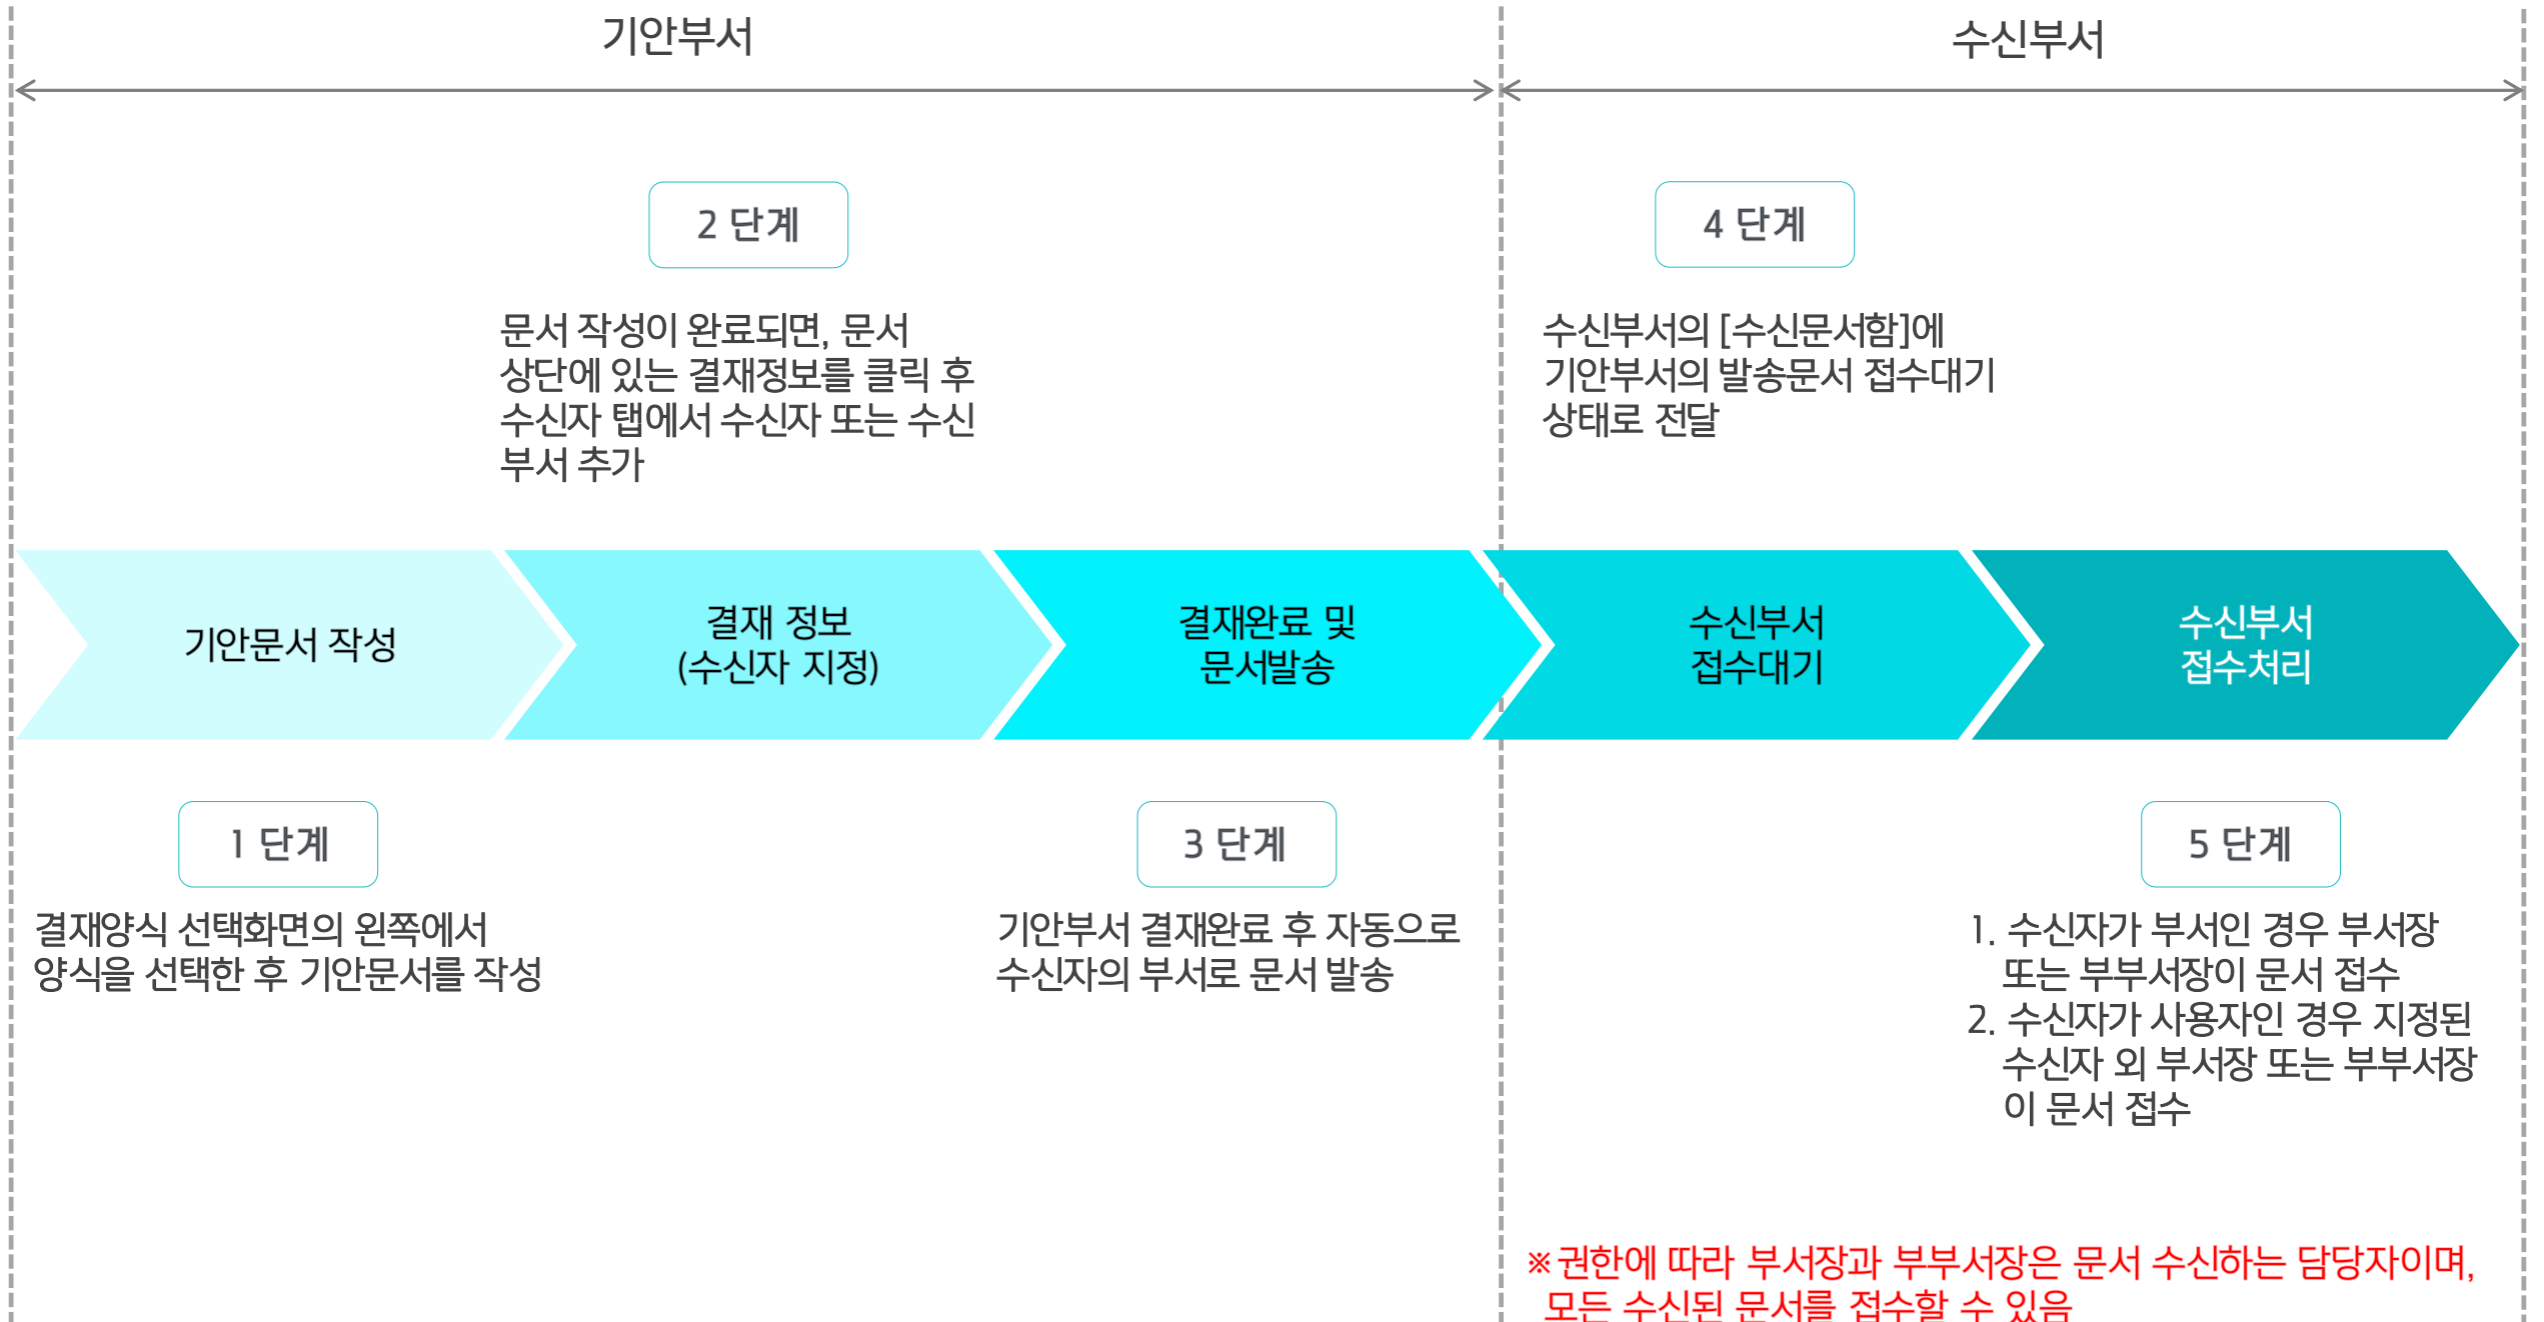 기안부서
수신부서
2 단계
문서 작성이 완료되면, 문서
상단에 있는 결재정보를 클릭 후
수신자 탭에서 수신자 또는 수신
부서 추가
4 단계
수신부서의 [수신문서함]에
기안부서의 발송문서 접수대기
상태로 전달
기안문서 작성
결재 정보
(수신자 지정)
결재완료 및
문서발송
수신부서
접수대기
수신부서
접수처리
1 단계
결재양식 선택화면의 왼쪽에서
양식을 선택한 후 기안문서를 작성
3 단계
기안부서 결재완료 후 자동으로
수신자의 부서로 문서 발송
5 단계
1. 수신자가 부서인 경우 부서장
또는 부부서장이 문서 접수
2. 수신자가 사용자인 경우 지정된
수신자 외 부서장 또는 부부서장
이 문서 접수
※ 권한에 따라 부서장과 부부서장은 문서 수신하는 담당자이며,
모든 수신된 문서를 접수할 수 있음